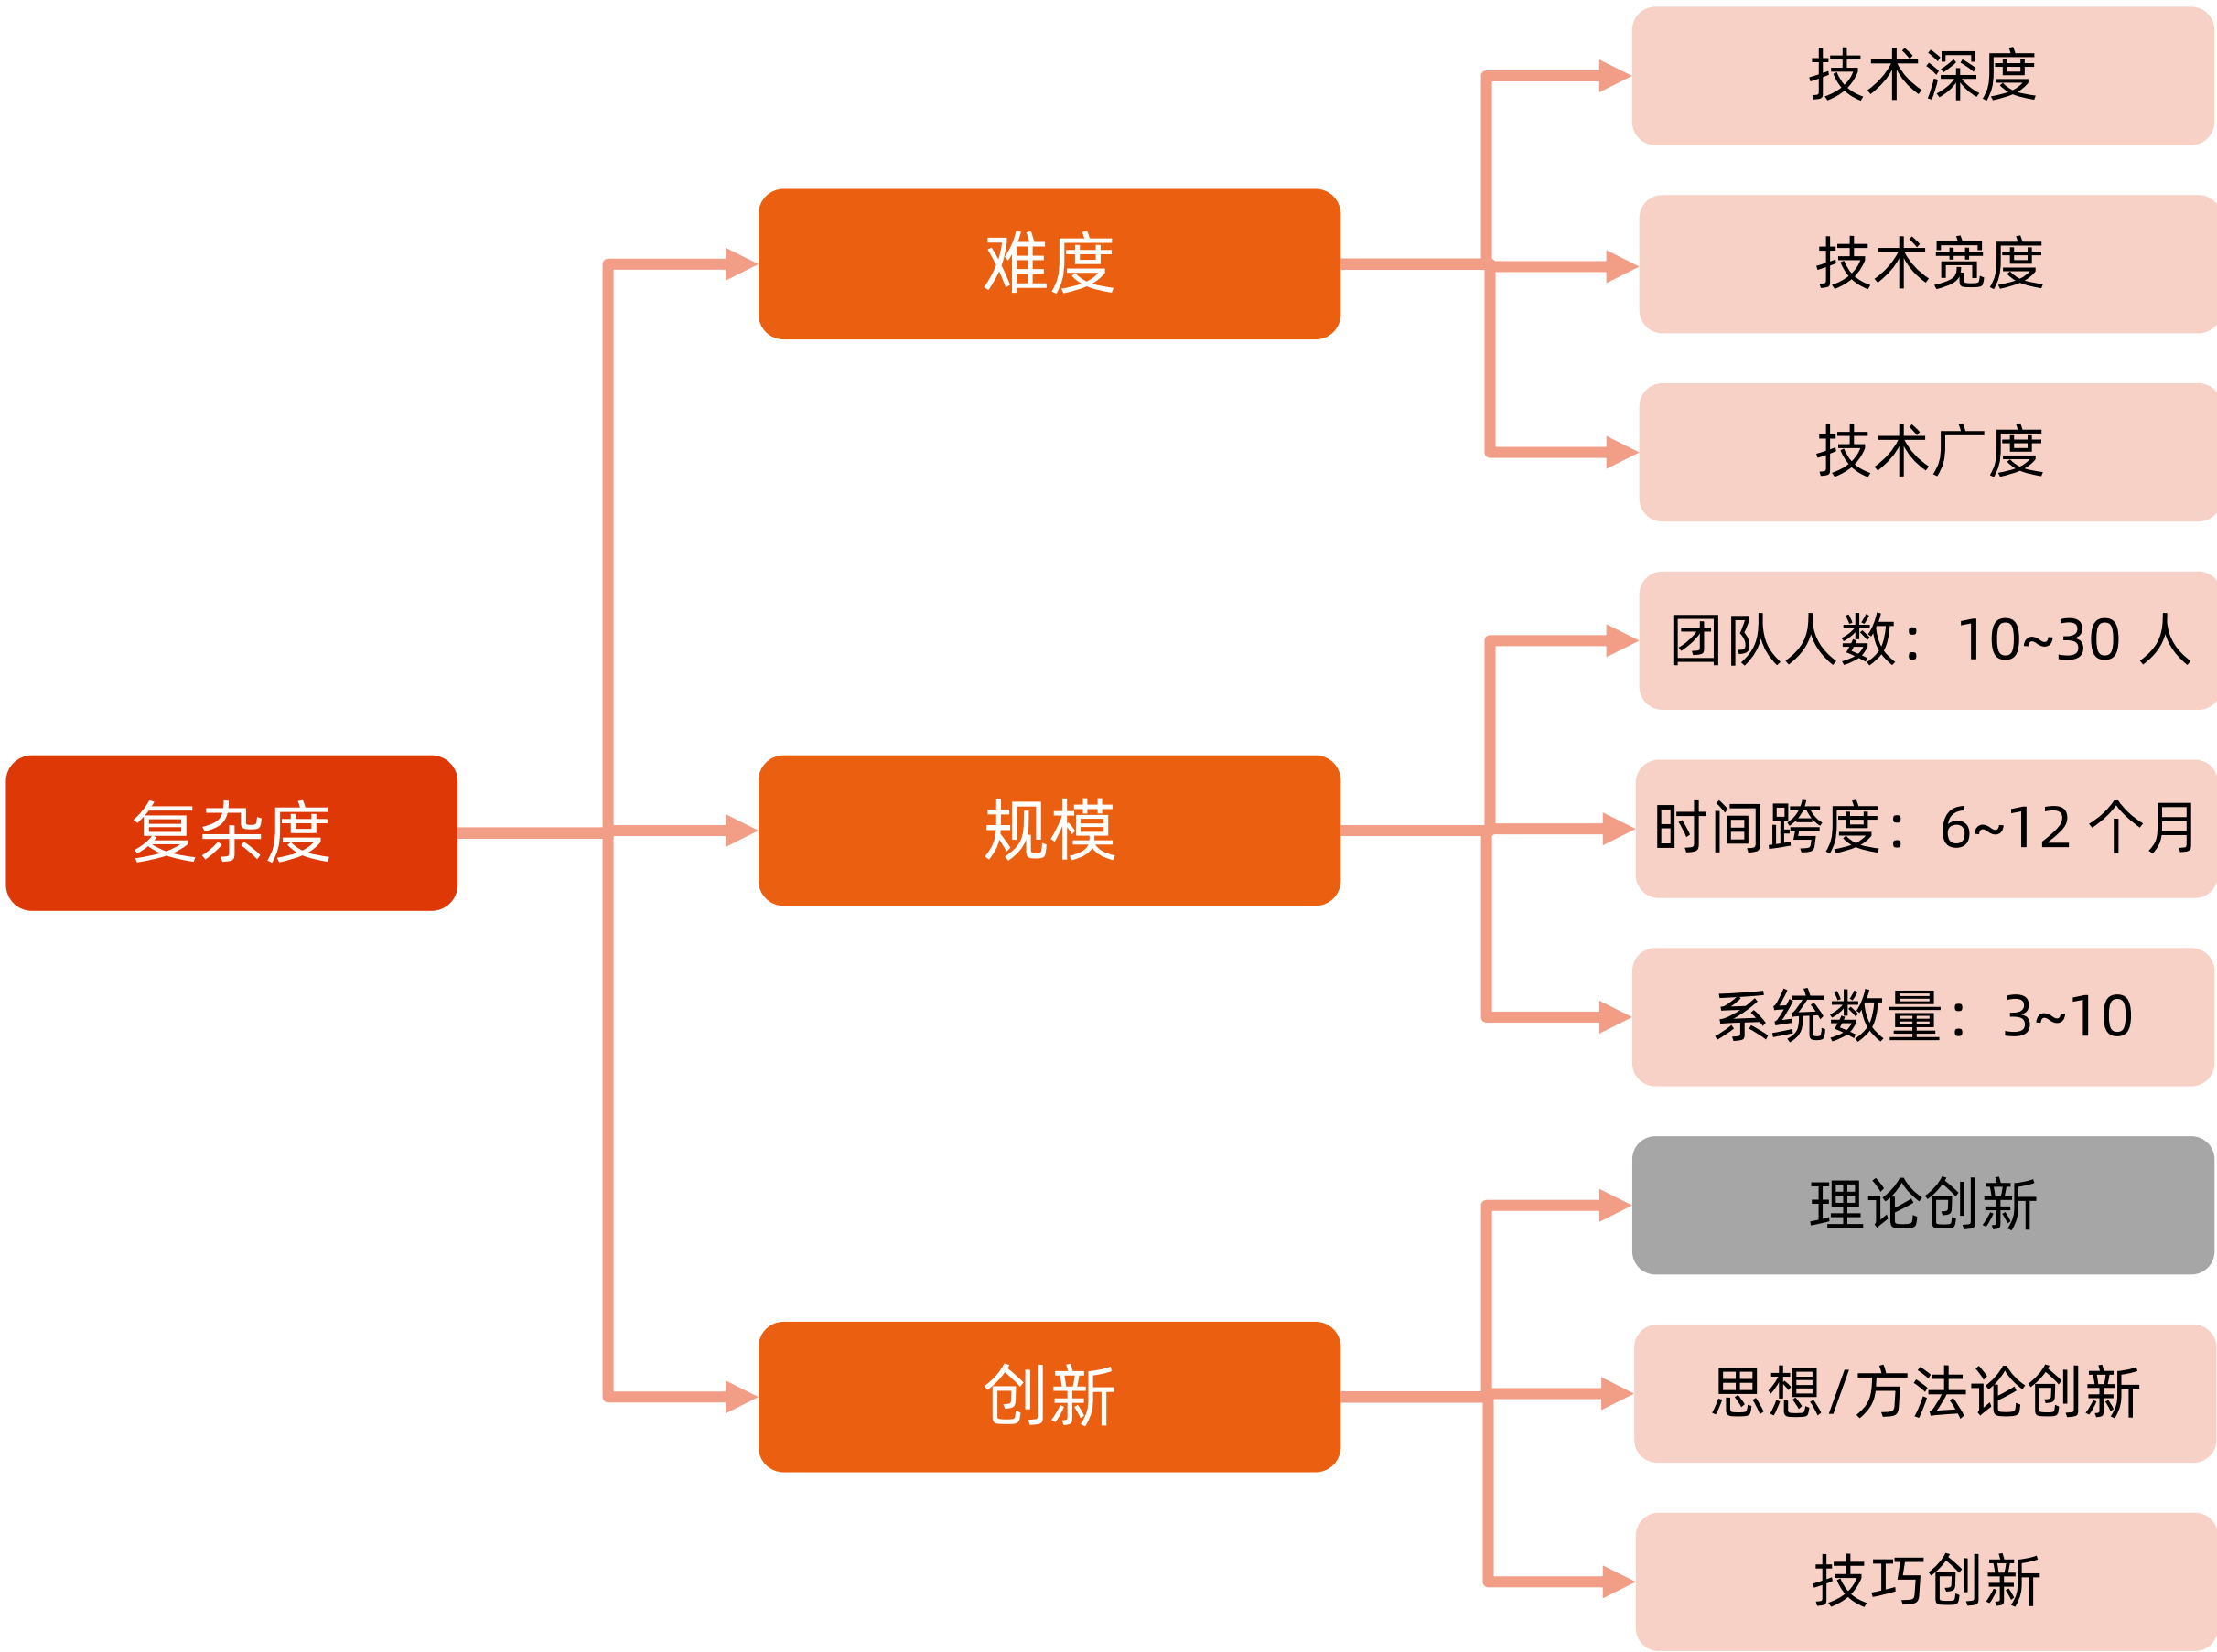 复杂度
难度
技术深度
技术宽度
技术广度
规模
团队人数：10~30 人
时间跨度：6~12 个月
系统数量：3~10
创新
理论创新
思想/方法论创新
技巧创新